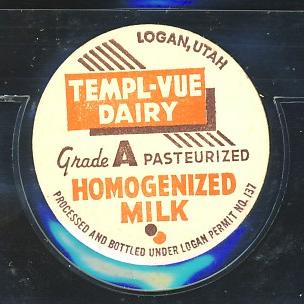 LOGAN, UTAH
TEMPL-VUE
DAIRY
Grade A PASTEURIZED
HOMOGENIZED
MILK
PROCESSED AND BOTTLED UNDER LOGAN PERMIT NO. 137